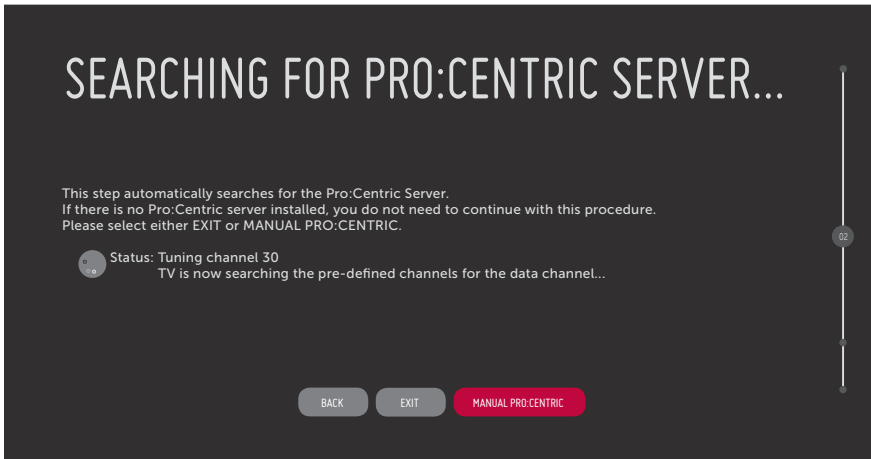 SEARCHING FOR PRO:CENTRIC SERVER...
This step automatically searches for the Pro:Centric Server.
If there is no Pro:Centric server installed, you do not need to continue with this procedure.
Please select either EXIT or MANUAL PRO:CENTRIC.
02
Status: Tuning channel 30
TV is now searching the pre-defined channels for the data channel...
BACK
EXIT
MANUAL PRO:CENTRIC